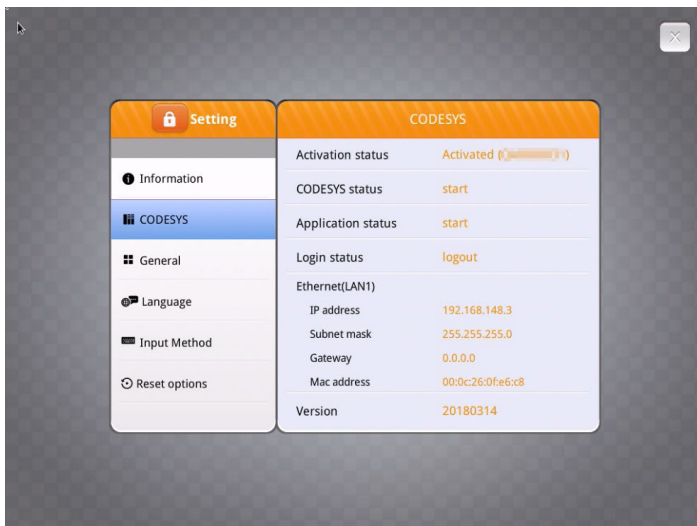 Setting
Information
CODESYS
General
Language
Input Method
Reset options
CODESYS
Activation status Activated ( )
CODESYS status start
Application status start
Login status logout
Ethernet(LAN1)
IP address 192.168.148.3
Subnet mask 255.255.255.0
Gateway 0.0.0.0
Mac address 00:0c:26:0f:e6:c8
Version 20180314